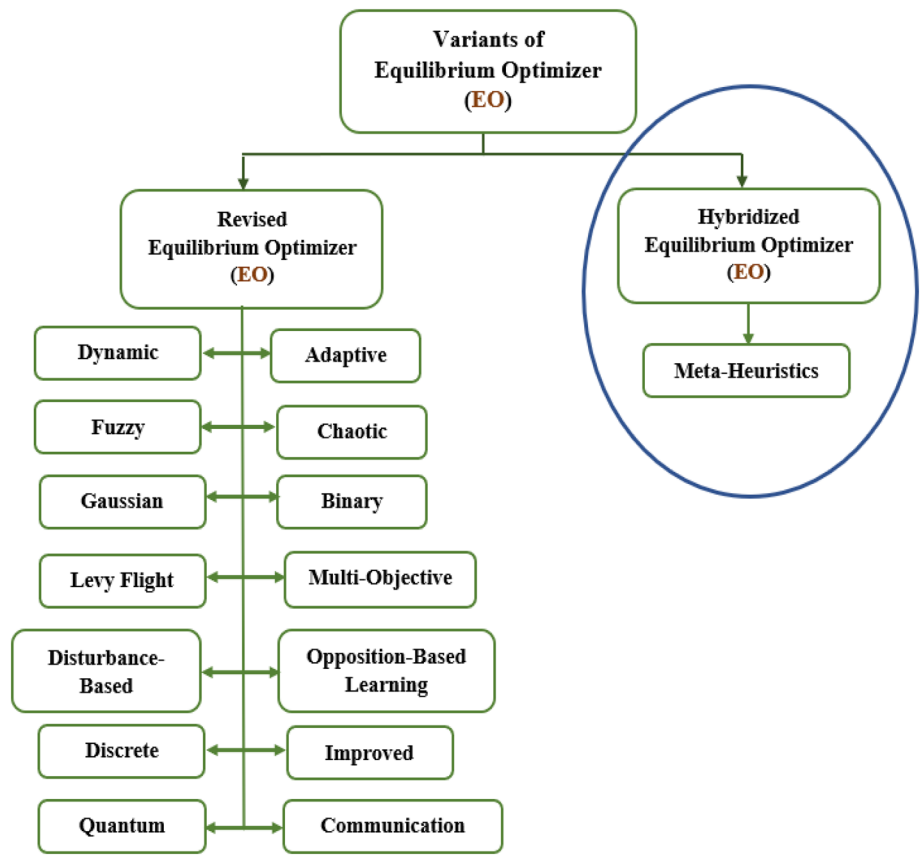 Variants of
Equilibrium Optimizer
(EO)
Revised
Equilibrium Optimizer
(EO)
Hybridized
Equilibrium Optimizer
(EO)
Meta-Heuristics
Dynamic
Adaptive
Fuzzy
Chaotic
Gaussian
Binary
Levy Flight
Multi-Objective
Disturbance-
Based
Opposition-Based
Learning
Discrete
Improved
Quantum
Communication